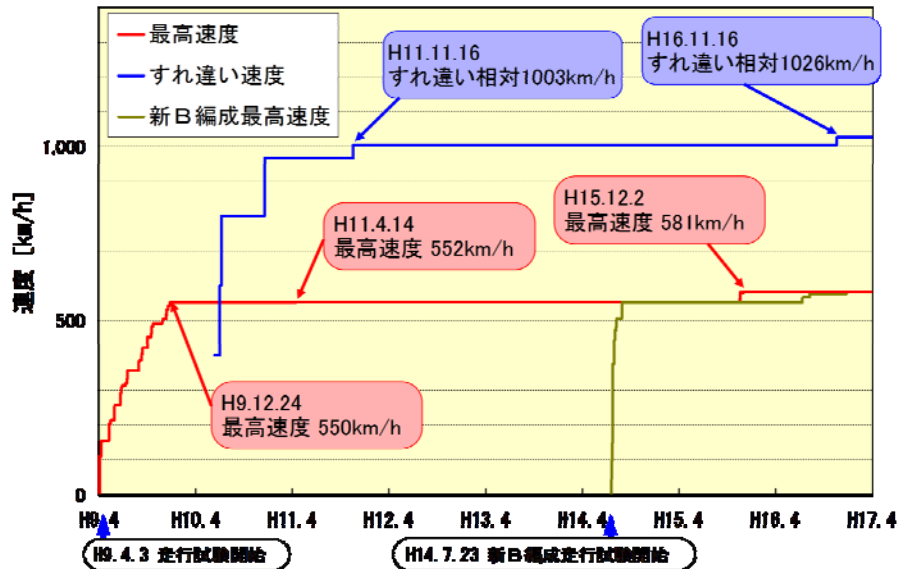 最高速度
すれ違い速度
新B編成最高速度
H11.11.16
すれ違い相対1003km/h
H16.11.16
すれ違い相対1026km/h
H11.4.14
最高速度 552km/h
H15.12.2
最高速度 581km/h
H9.12.24
最高速度 550km/h
速度 [km/h]
1,000
500
0
H9.4 H10.4 H11.4 H12.4 H13.4 H14.4 H15.4 H16.4 H17.4
H9.4.3 走行試験開始
H14.7.23 新B編成走行試験開始